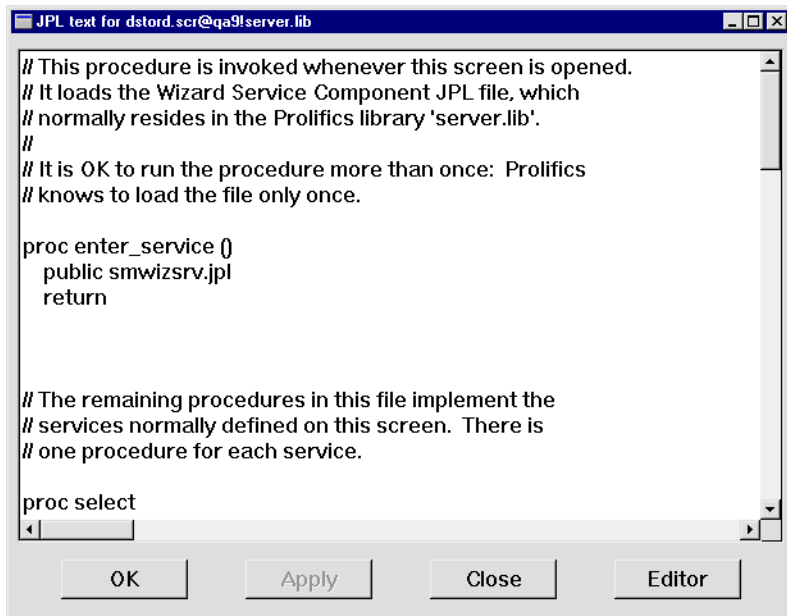 JPL text for dstord.scr@qa9!server.lib
// This procedure is invoked whenever this screen is opened.
// It loads the Wizard Service Component JPL file, which
// normally resides in the Prolifics library 'server.lib'.
//
// It is OK to run the procedure more than once:  Prolifics
// knows to load the file only once.
proc enter_service ()
public smwizsrv.jpl
return
// The remaining procedures in this file implement the
// services normally defined on this screen.  There is
// one procedure for each service.
proc select
OK Apply Close Editor